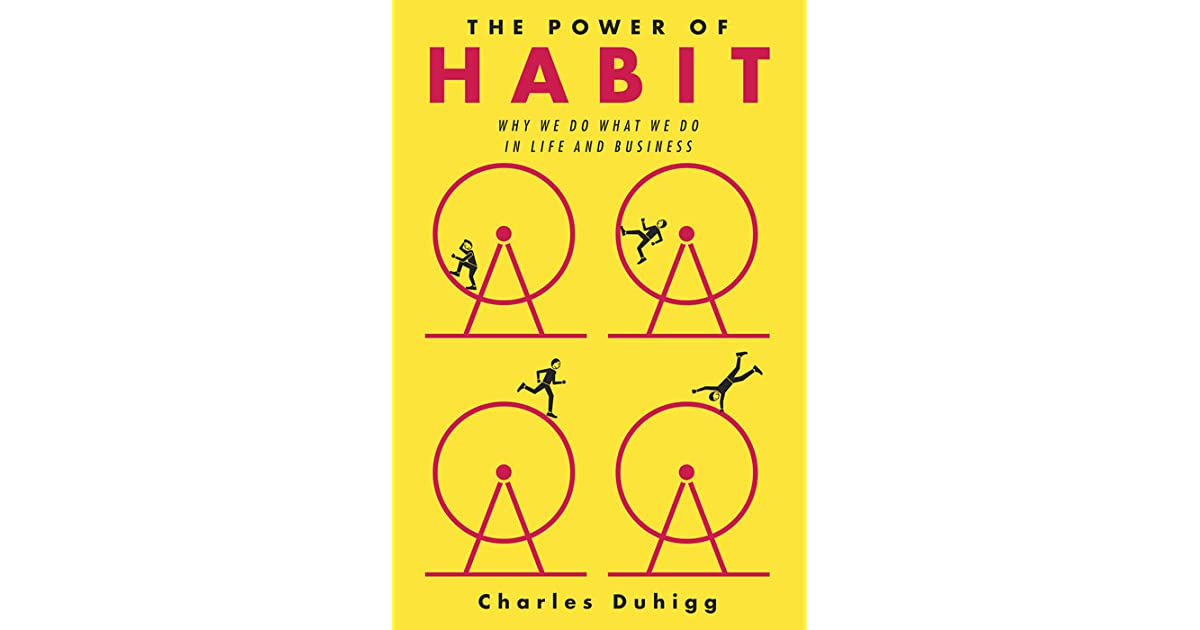 THE POWER OF
HABIT
WHY WE DO WHAT WE DO
IN LIFE AND BUSINESS
Charles Duhigg